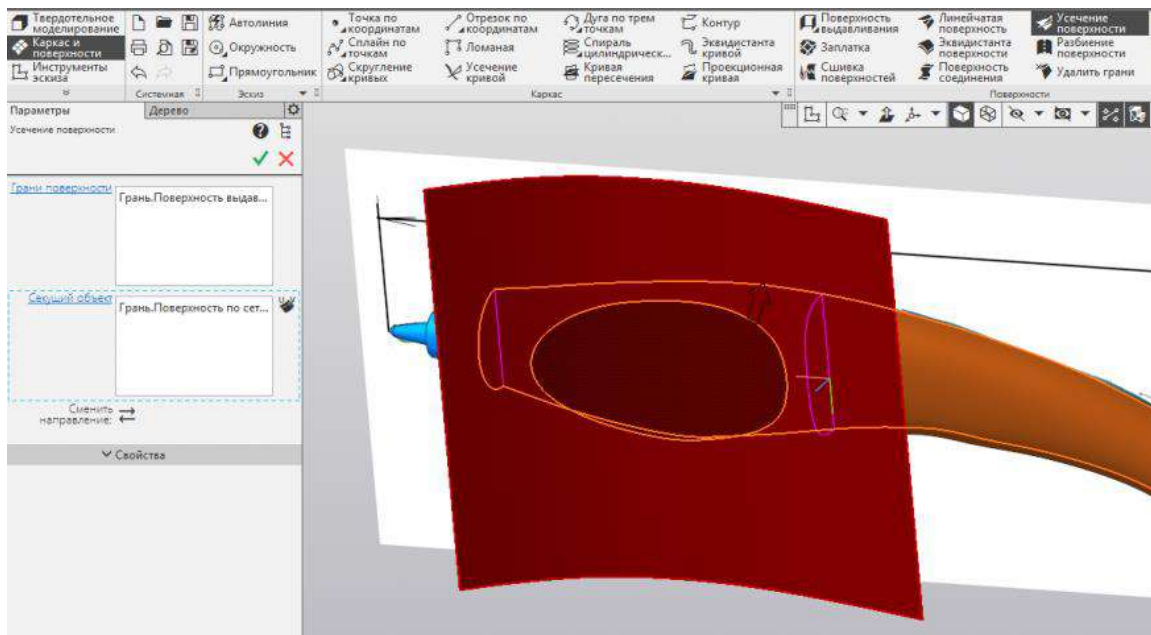 Твердотельное
моделирование
Каркас и
поверхности
Инструменты
эскиза
Системная
Автолиния
Окружность
Прямоугольник
Эскиз
Точка по
координатам
Сплайн по
точкам
Скругление
кривых
Отрезок по
координатам
Ломаная
Усечение
кривой
Дуга по трем
точкам
Спираль
цилиндрическ...
Кривая
пересечения
Контур
Эквидистанта
кривой
Проекционная
кривая
Каркас
Поверхность
выдавливания
Заплатка
Сшивка
поверхностей
Линейчатая
поверхность
Эквидистанта
поверхности
Поверхность
соединения
Усечение
поверхности
Разбиение
поверхности
Удалить грани
Поверхности
Параметры
Дерево
Усечение поверхности
Грани поверхности
Грань.Поверхность выдав...
Секущий объект
Грань.Поверхность по сет...
Сменить
направление:
Свойства